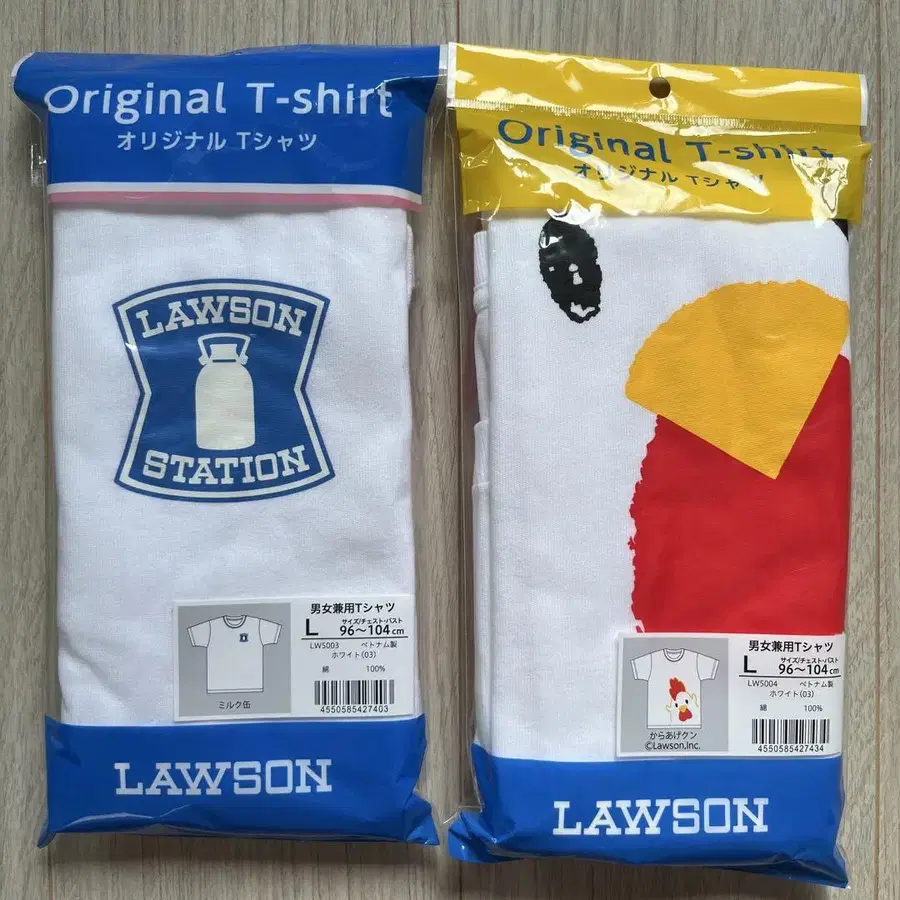 Original T-shirt
オリジナル Tシャツ
LAWSON
STATION
男女兼用Tシャツ
L サイズ/チェスト・バスト
96～104cm
LW5003 ベトナム製
ホワイト(03)
綿 100%
ミルク缶
4550585427403
LAWSON
Original T-shirt
オリジナル Tシャツ
男女兼用Tシャツ
L サイズ/チェスト・バスト
96～104cm
LW5004 ベトナム製
ホワイト(03)
綿 100%
からあげクン
©Lawson,Inc.
4550585427434
LAWSON